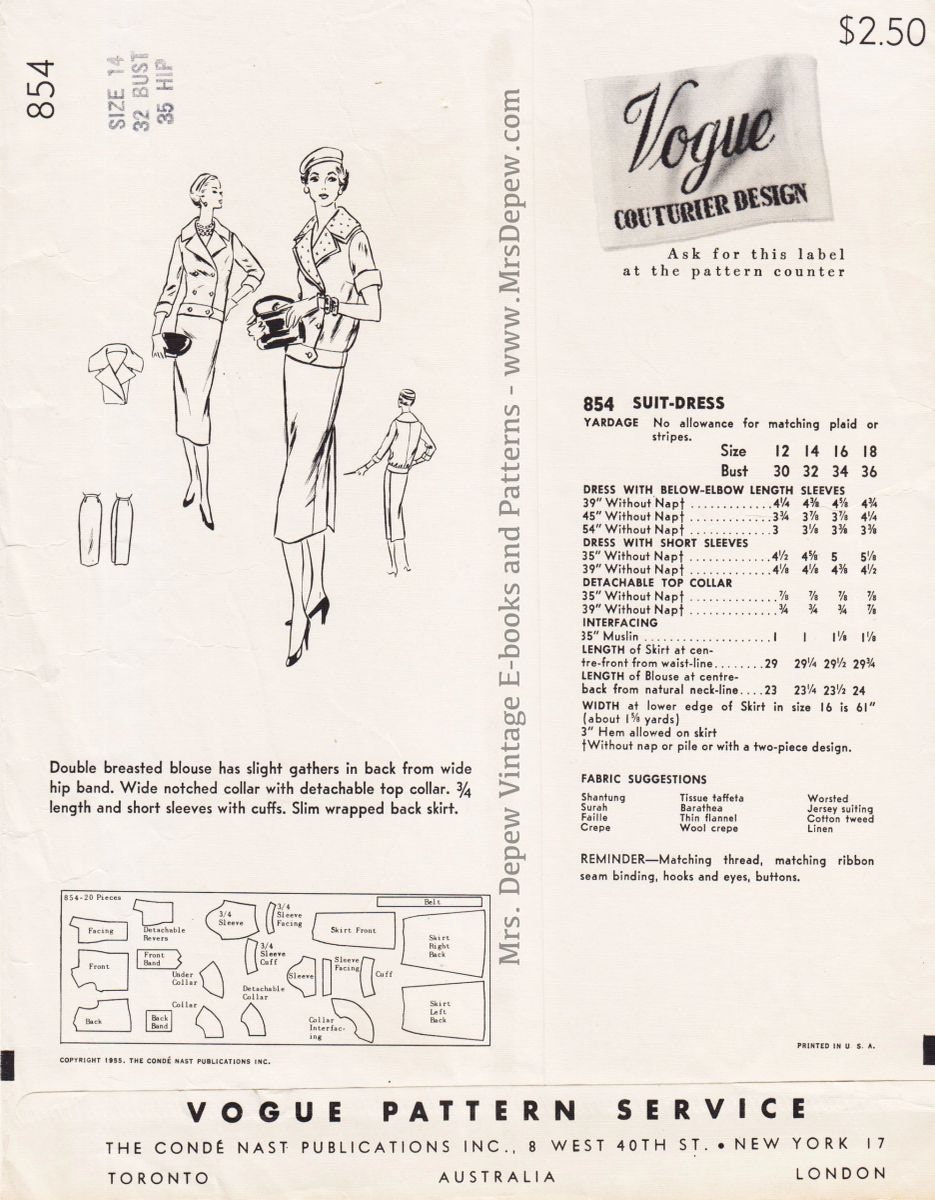 $2.50
854
SIZE 14
32 BUST
35 HIP
Vogue
COUTURIER DESIGN
Ask for this label
at the pattern counter
Mrs. Depew Vintage E-books and Patterns - www.MrsDepew.com
854 SUIT-DRESS
YARDAGE No allowance for matching plaid or
stripes.
Size 12 14 16 18
Bust 30 32 34 36
DRESS WITH BELOW-ELBOW LENGTH SLEEVES
39" Without Nap† ............4¼ 4⅜ 4⅝ 4¾
45" Without Nap† ............3¾ 3⅞ 3⅞ 4¼
54" Without Nap† ............3 3⅛ 3⅜ 3⅜
DRESS WITH SHORT SLEEVES
35" Without Nap† ............4½ 4⅝ 5 5⅛
39" Without Nap† ............4⅛ 4⅛ 4⅜ 4½
DETACHABLE TOP COLLAR
35" Without Nap† ............⅞ ⅞ ⅞ ⅞
39" Without Nap† ............¾ ¾ ¾ ⅞
INTERFACING
35" Muslin ....................1 1 1⅛ 1⅛
LENGTH of Skirt at cen-
tre-front from waist-line........29 29¼ 29½ 29¾
LENGTH of Blouse at centre-
back from natural neck-line....23 23¼ 23½ 24
WIDTH at lower edge of Skirt in size 16 is 61"
(about 1⅝ yards)
3" Hem allowed on skirt
†Without nap or pile or with a two-piece design.
Double breasted blouse has slight gathers in back from wide
hip band. Wide notched collar with detachable top collar. ¾
length and short sleeves with cuffs. Slim wrapped back skirt.
FABRIC SUGGESTIONS
Shantung Tissue taffeta Worsted
Surah Barathea Jersey suiting
Faille Thin flannel Cotton tweed
Crepe Wool crepe Linen
REMINDER—Matching thread, matching ribbon
seam binding, hooks and eyes, buttons.
854-20 Pieces
Facing
Detachable
Revers
3/4
Sleeve
3/4
Sleeve
Facing
Belt
Skirt Front
Skirt
Right
Back
Front
Front
Band
Under
Collar
3/4
Sleeve
Cuff
Sleeve
Sleeve
Facing
Cuff
Back
Back
Band
Collar
Detachable
Collar
Collar
Interfac-
ing
Skirt
Left
Back
COPYRIGHT 1955. THE CONDÉ NAST PUBLICATIONS INC.
PRINTED IN U. S. A.
VOGUE PATTERN SERVICE
THE CONDÉ NAST PUBLICATIONS INC., 8 WEST 40TH ST. • NEW YORK 17
TORONTO AUSTRALIA LONDON